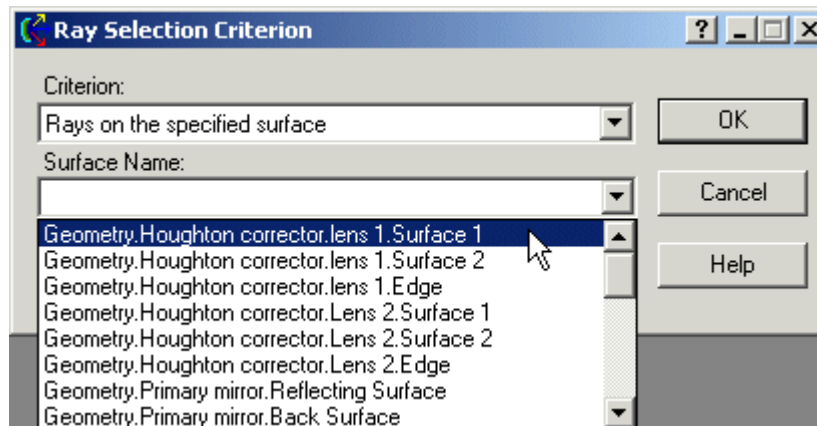 Ray Selection Criterion
Criterion:
Rays on the specified surface
OK
Surface Name:
Cancel
Geometry.Houghton corrector.lens 1.Surface 1
Geometry.Houghton corrector.lens 1.Surface 2
Help
Geometry.Houghton corrector.lens 1.Edge
Geometry.Houghton corrector.Lens 2.Surface 1
Geometry.Houghton corrector.Lens 2.Surface 2
Geometry.Houghton corrector.Lens 2.Edge
Geometry.Primary mirror.Reflecting Surface
Geometry.Primary mirror.Back Surface